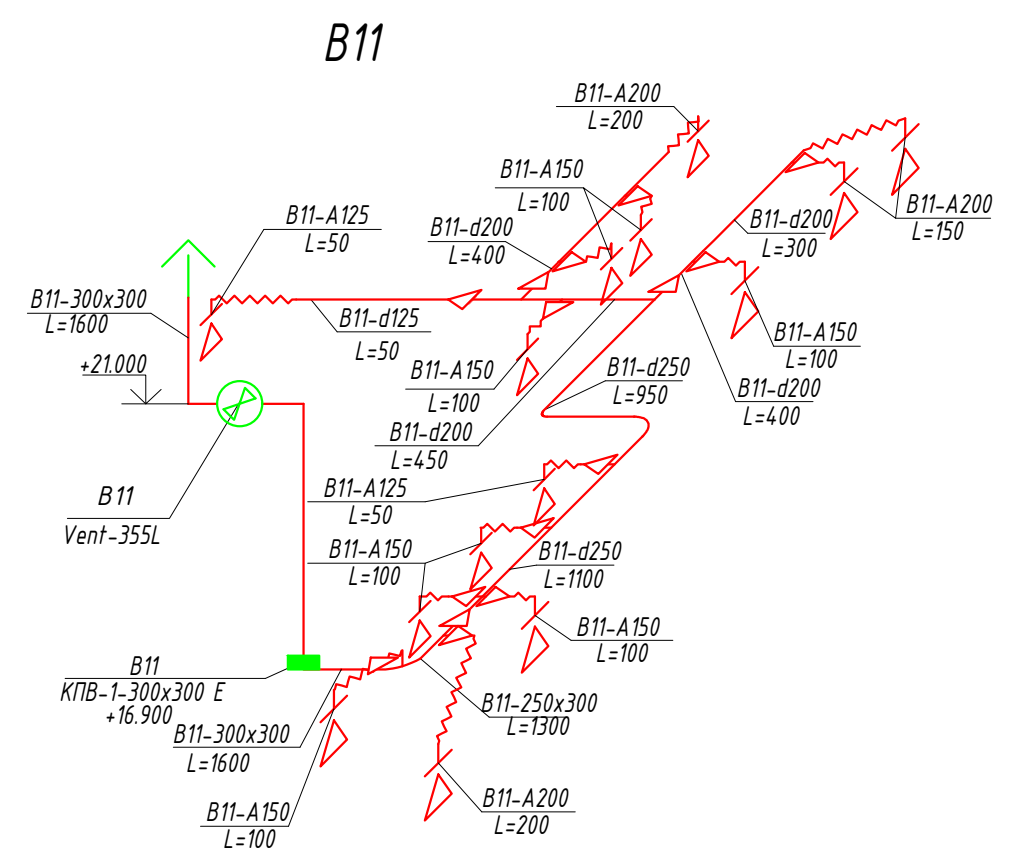 B11
B11-A200
L=200
B11-A150
L=100
B11-A125
L=50
B11-d200
L=400
B11-d200
L=300
B11-A200
L=150
B11-300x300
L=1600
+21.000
B11-d125
L=50
B11-A150
L=100
B11-A150
L=100
B11-d250
L=950
B11-d200
L=400
B11-d200
L=450
B11
Vent-355L
B11-A125
L=50
B11-A150
L=100
B11-d250
L=1100
B11-A150
L=100
B11
КПВ-1-300x300 E
+16.900
B11-250x300
L=1300
B11-300x300
L=1600
B11-A150
L=100
B11-A200
L=200